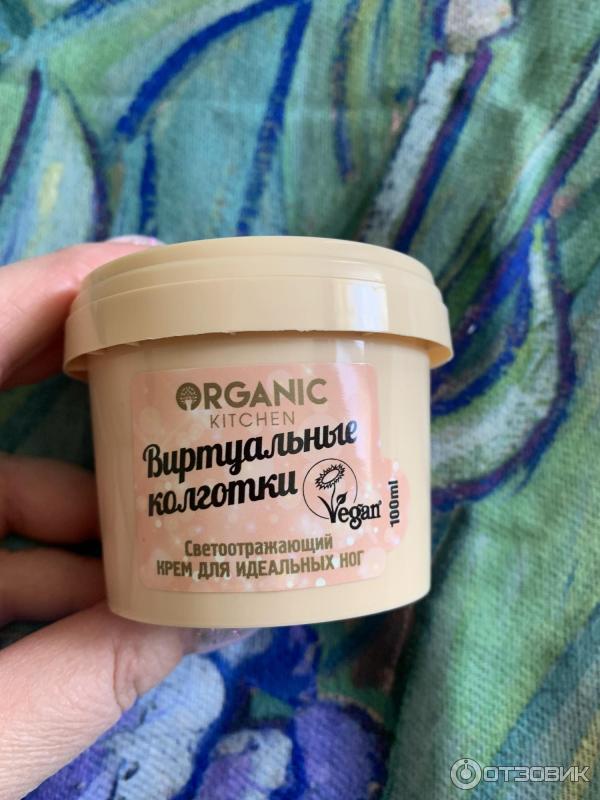 ORGANIC
KITCHEN
Виртуальные
колготки
Vegan
100ml
Светоотражающий
КРЕМ ДЛЯ ИДЕАЛЬНЫХ НОГ
ОТЗОВИК